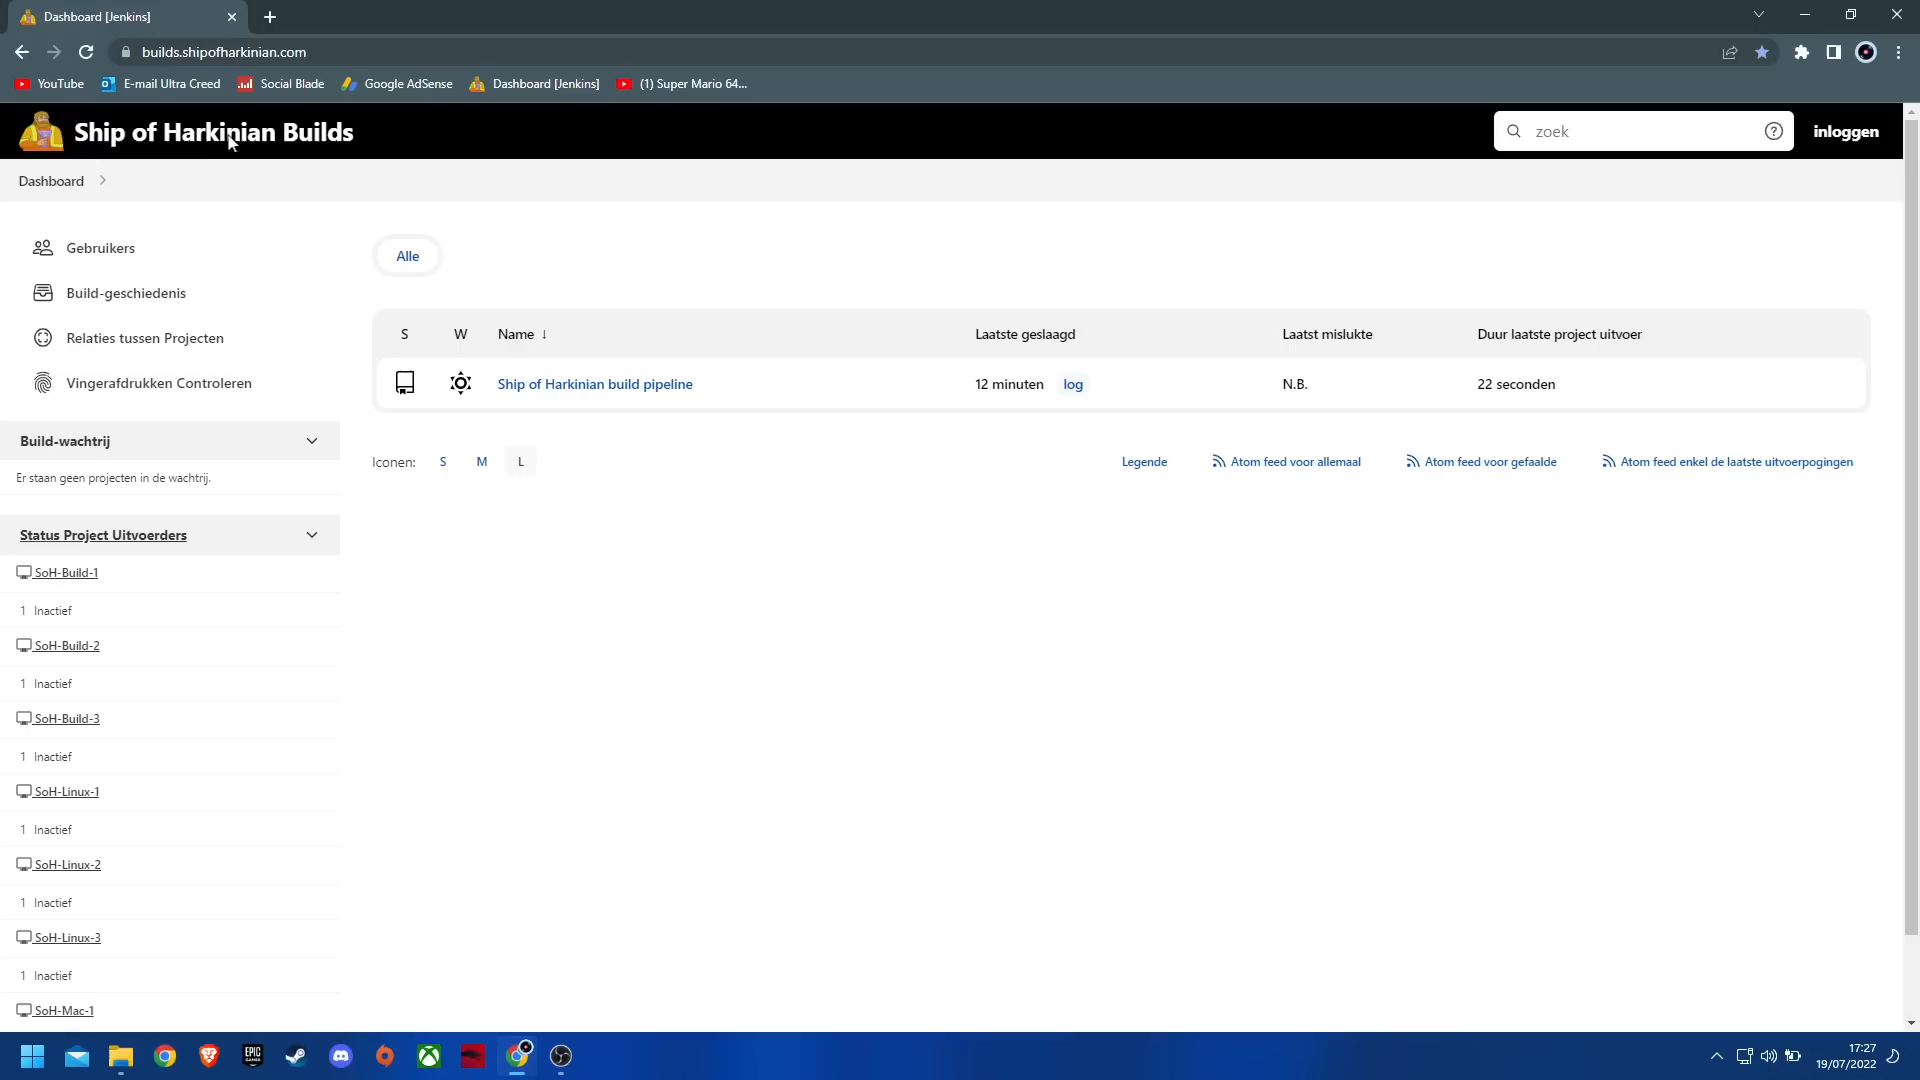 Dashboard [Jenkins]
builds.shipofharkinian.com
YouTube E-mail Ultra Creed Social Blade Google AdSense Dashboard [Jenkins] (1) Super Mario 64...
Ship of Harkinian Builds
zoek
inloggen
Dashboard
Gebruikers
Build-geschiedenis
Relaties tussen Projecten
Vingerafdrukken Controleren
Build-wachtrij
Er staan geen projecten in de wachtrij.
Status Project Uitvoerders
SoH-Build-1
1 Inactief
SoH-Build-2
1 Inactief
SoH-Build-3
1 Inactief
SoH-Linux-1
1 Inactief
SoH-Linux-2
1 Inactief
SoH-Linux-3
1 Inactief
SoH-Mac-1
Alle
S W Name ↓ Laatste geslaagd Laatst mislukte Duur laatste project uitvoer
Ship of Harkinian build pipeline 12 minuten log N.B. 22 seconden
Iconen: S M L
Legende Atom feed voor allemaal Atom feed voor gefaalde Atom feed enkel de laatste uitvoerpogingen
EPIC GAMES
17:27
19/07/2022